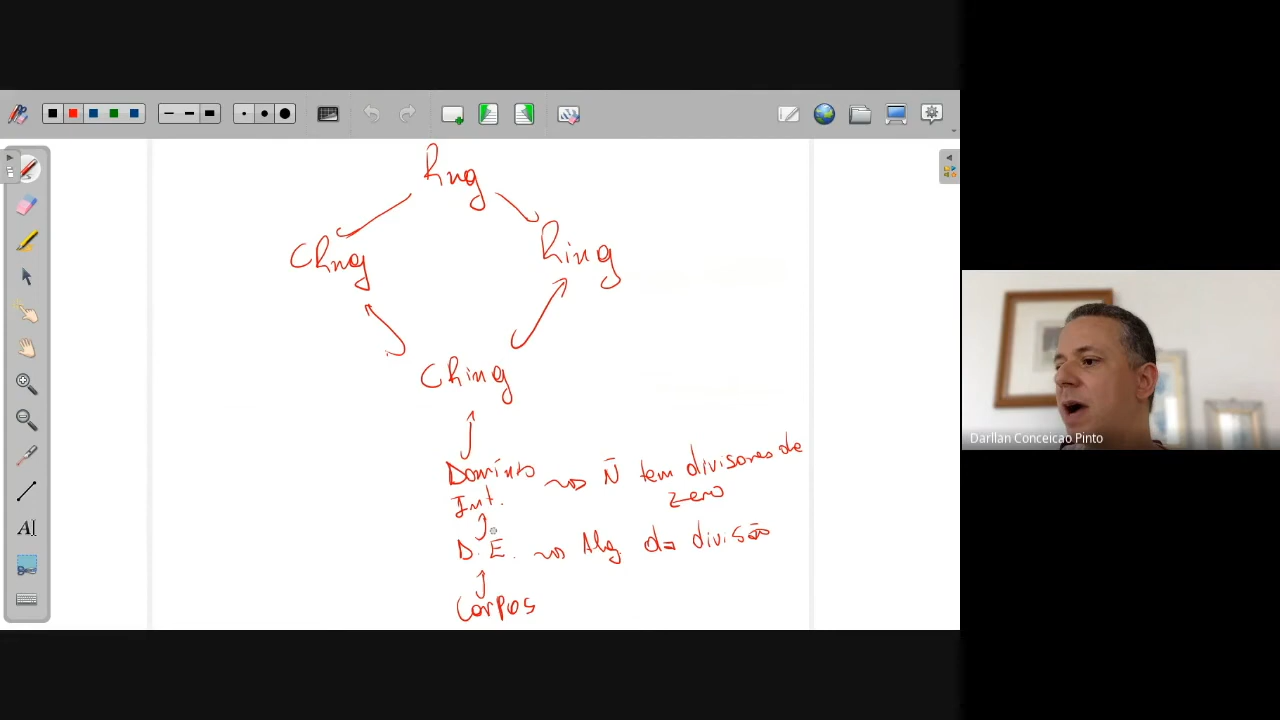 Rng
CRng
Ring
CRing
Domínio
Int.
⇝ Ñ tem divisores de
zero
D.E. ⇝ Alg da divisão
Corpos
Darllan Conceicao Pinto